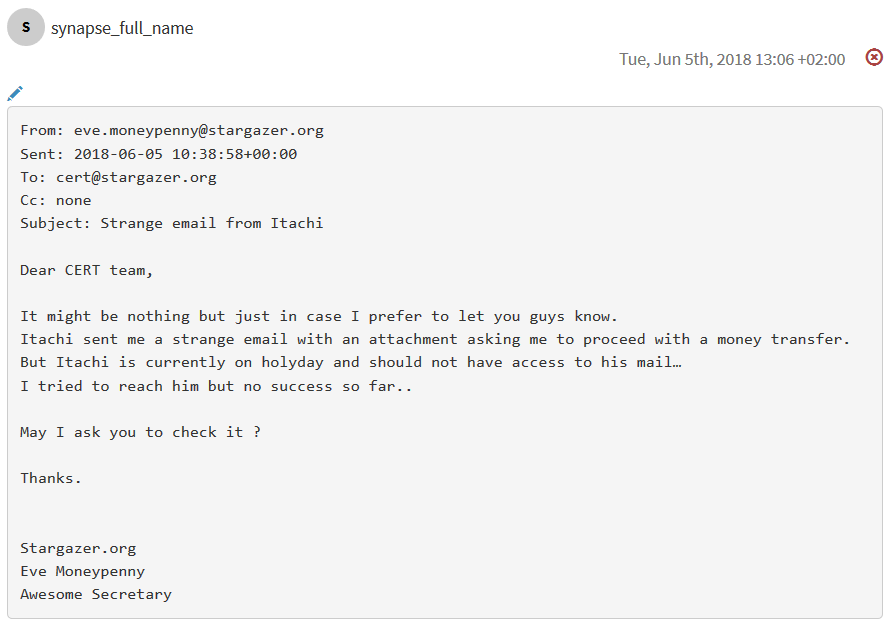 S synapse_full_name
Tue, Jun 5th, 2018 13:06 +02:00
From: eve.moneypenny@stargazer.org
Sent: 2018-06-05 10:38:58+00:00
To: cert@stargazer.org
Cc: none
Subject: Strange email from Itachi
Dear CERT team,
It might be nothing but just in case I prefer to let you guys know.
Itachi sent me a strange email with an attachment asking me to proceed with a money transfer.
But Itachi is currently on holyday and should not have access to his mail…
I tried to reach him but no success so far..
May I ask you to check it ?
Thanks.
Stargazer.org
Eve Moneypenny
Awesome Secretary